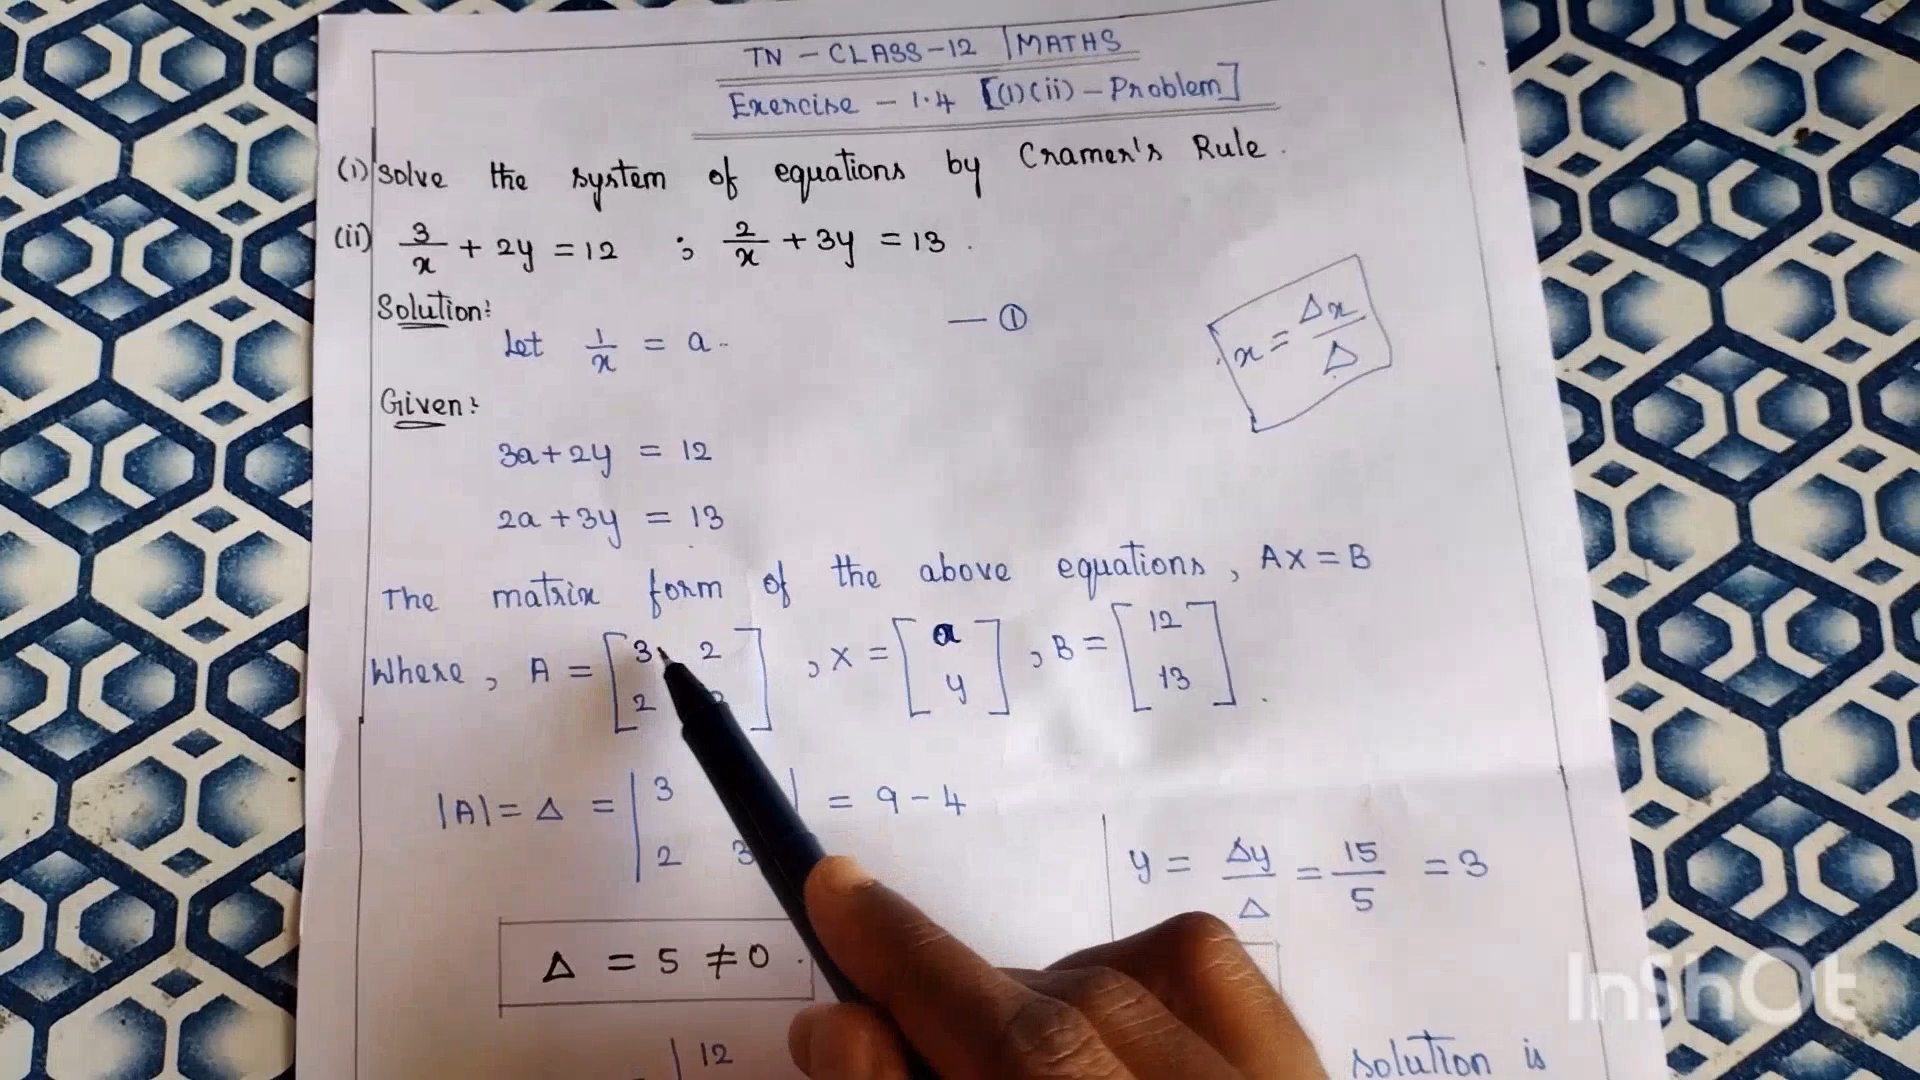 TN - CLASS-12 | MATHS
Exercise - 1.4 [(1)(ii) - Problem]
(1) Solve the system of equations by Cramer's Rule.
(ii) 3/x + 2y = 12 ; 2/x + 3y = 13.
Solution:
Let 1/x = a.. — ①
x = Δx/Δ
Given:
3a + 2y = 12
2a + 3y = 13
The matrix form of the above equations, AX = B
Where, A = [3 2 2], X = [a y], B = [12 13].
|A| = Δ = |3 2 3| = 9 - 4
y = Δy/Δ = 15/5 = 3
Δ = 5 ≠ 0.
|12
solution is
InShOt